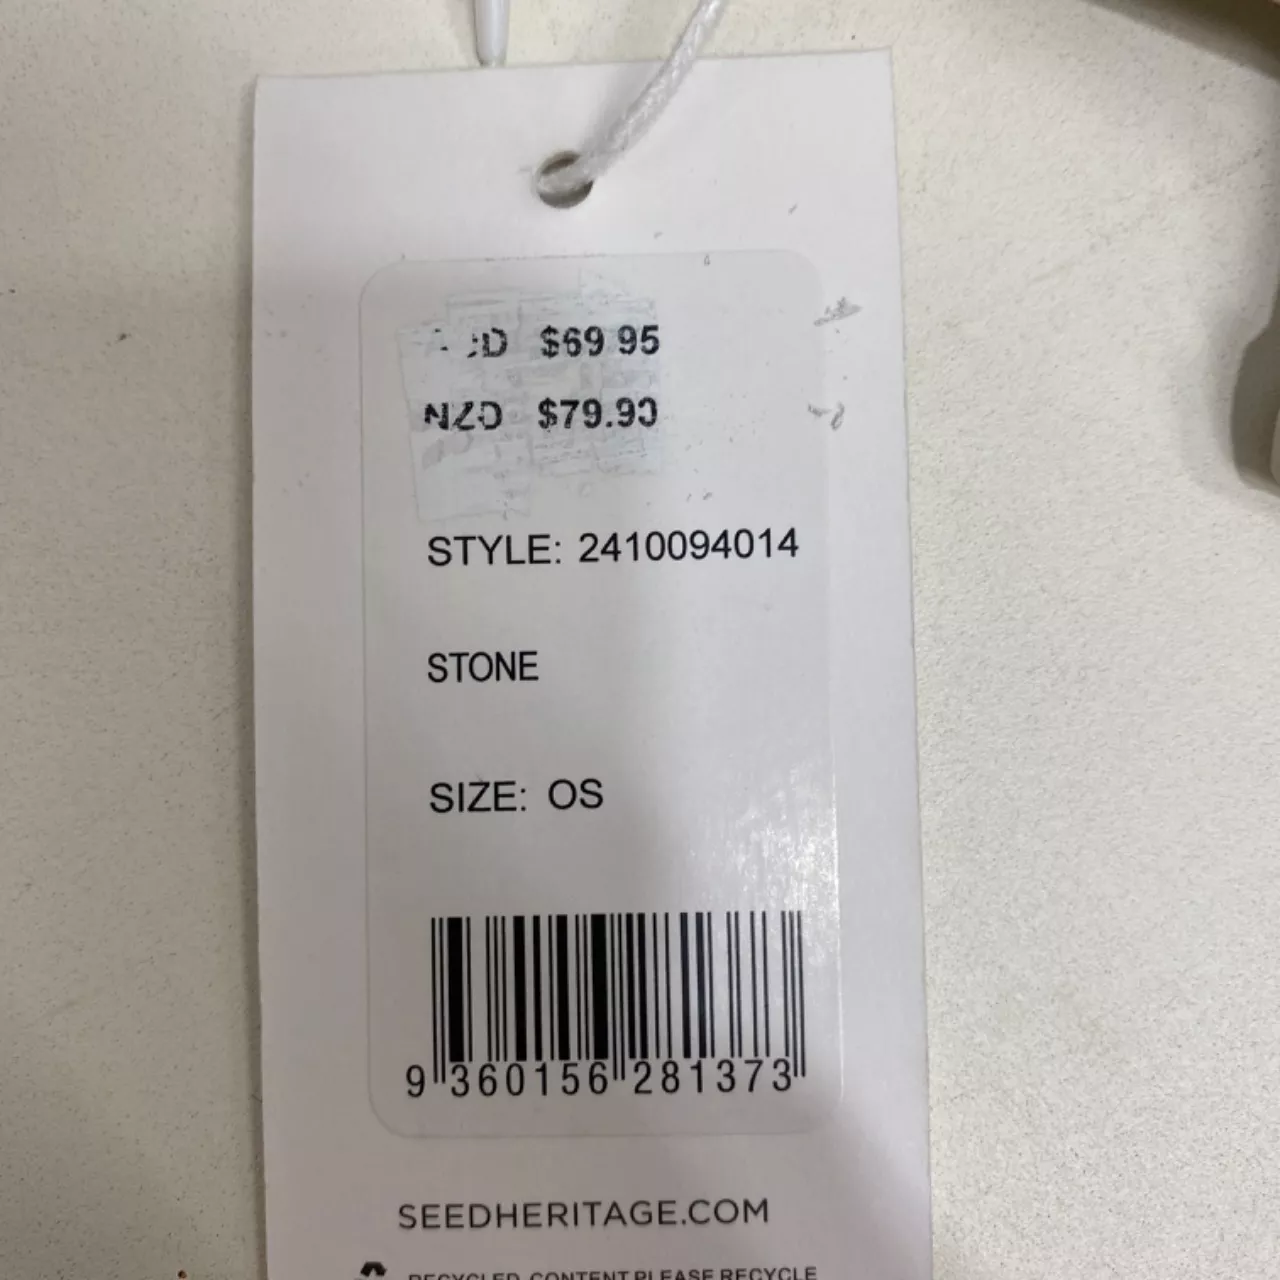 $69.95
NZD $79.90
STYLE: 2410094014
STONE
SIZE: OS
9 360156 281373
SEEDHERITAGE.COM
RECYCLED CONTENT PLEASE RECYCLE